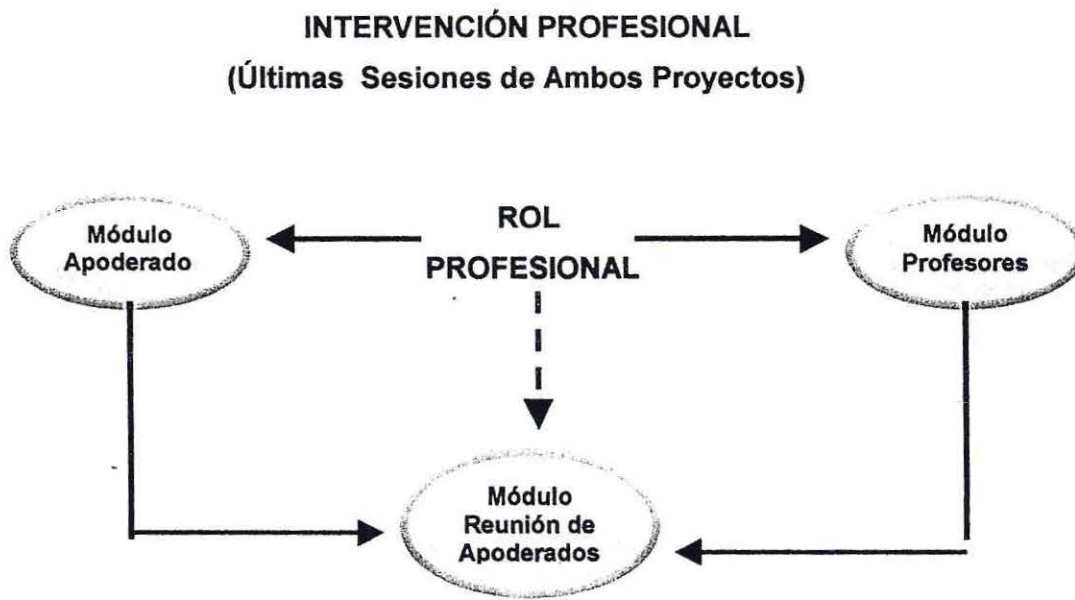 INTERVENCIÓN PROFESIONAL
(Últimas Sesiones de Ambos Proyectos)
Módulo
Apoderado
ROL
PROFESIONAL
Módulo
Profesores
Módulo
Reunión de
Apoderados